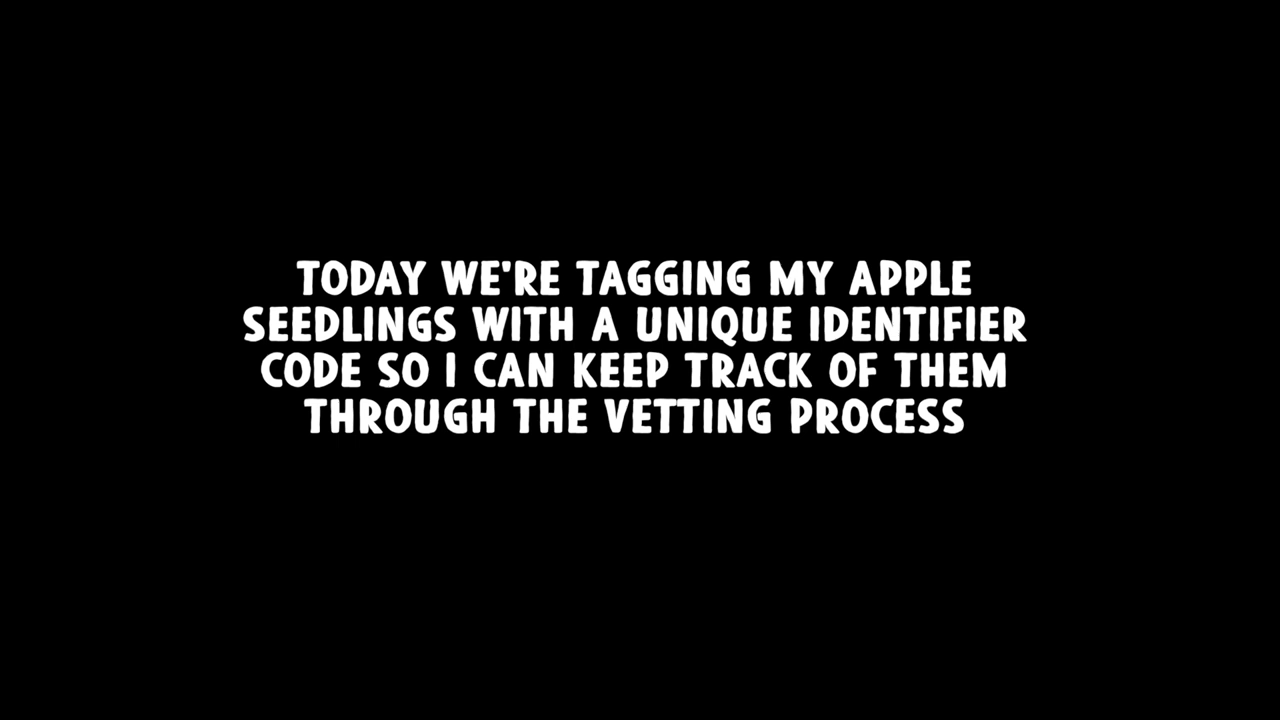 TODAY WE'RE TAGGING MY APPLE
SEEDLINGS WITH A UNIQUE IDENTIFIER
CODE SO I CAN KEEP TRACK OF THEM
THROUGH THE VETTING PROCESS